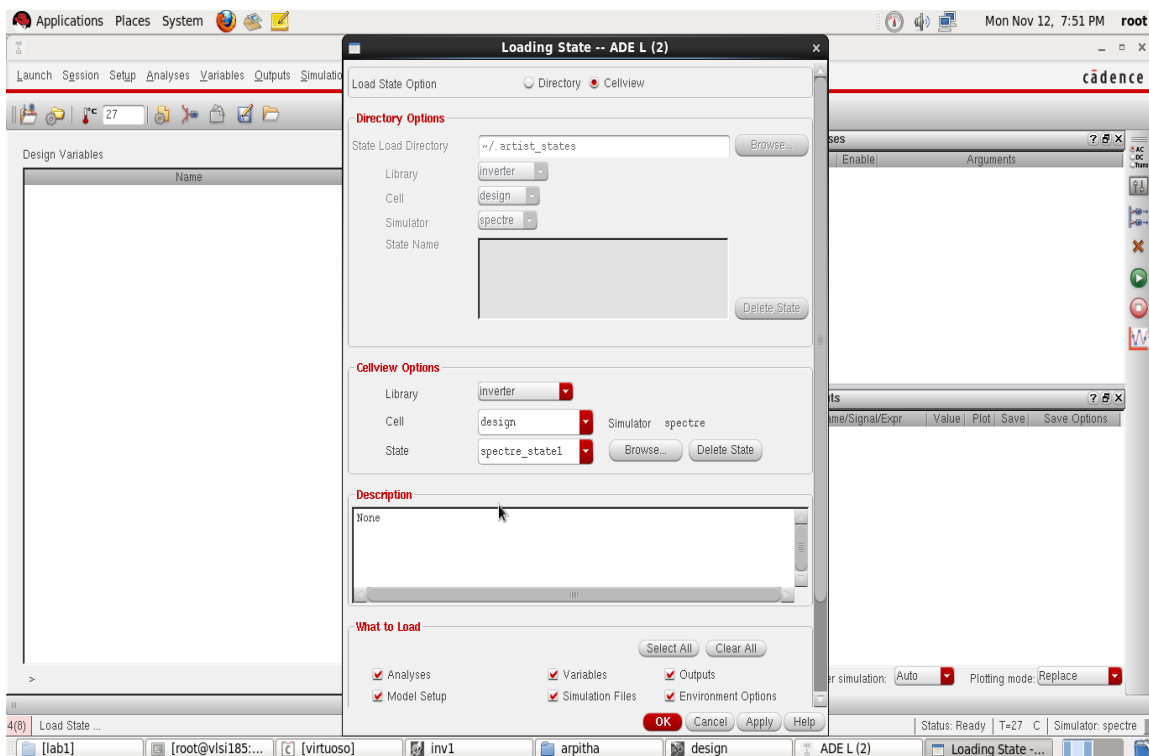 Applications Places System Mon Nov 12, 7:51 PM root
Loading State -- ADE L (2)
Launch Session Setup Analyses Variables Outputs Simulatio
cādence
27
Load State Option Directory Cellview
Directory Options
State Load Directory ~/.artist_states Browse...
Library inverter
Cell design
Simulator spectre
State Name
Delete State
Design Variables
Name
ses
Enable Arguments
AC
DC
Trans
Cellview Options
Library inverter
Cell design Simulator spectre
State spectre_state1 Browse... Delete State
uts
ame/Signal/Expr Value Plot Save Save Options
Description
None
What to Load
Select All Clear All
Analyses Variables Outputs
Model Setup Simulation Files Environment Options
>
er simulation: Auto Plotting mode: Replace
OK Cancel Apply Help
4(8) Load State ...
Status: Ready T=27 C Simulator: spectre
[lab1] [root@vlsi185:... [virtuoso] inv1 arpitha design ADE L (2) Loading State -...